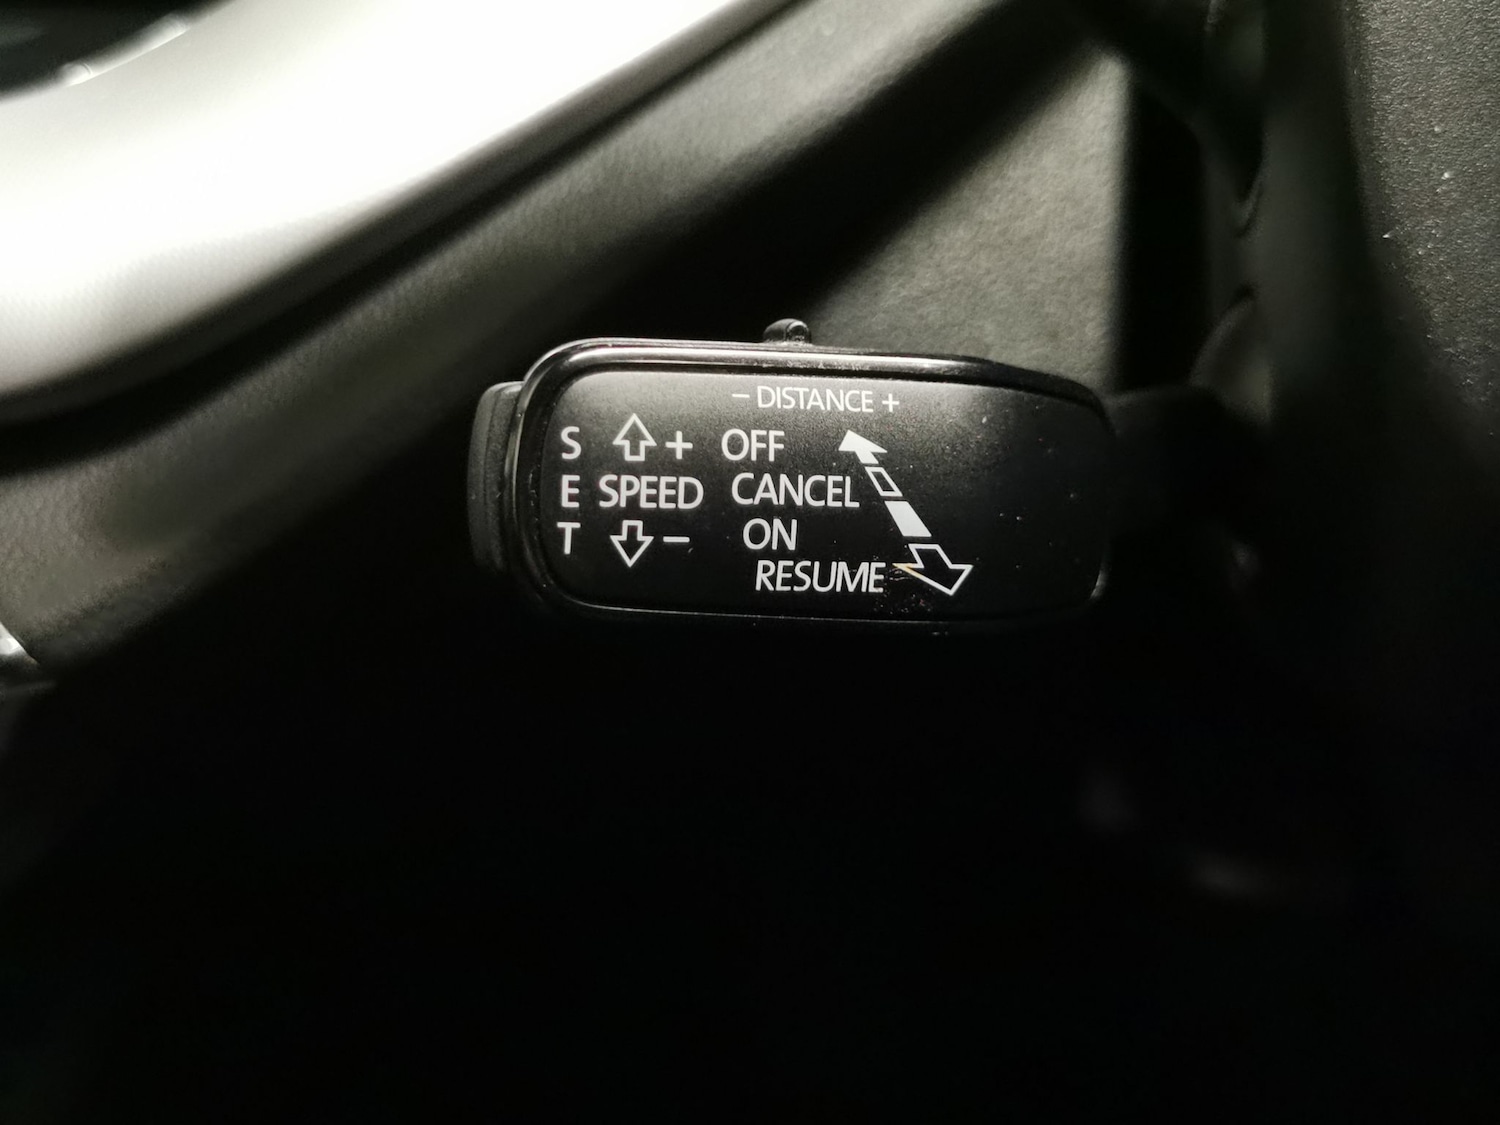 - DISTANCE +
S + OFF
E SPEED CANCEL
T - ON
RESUME